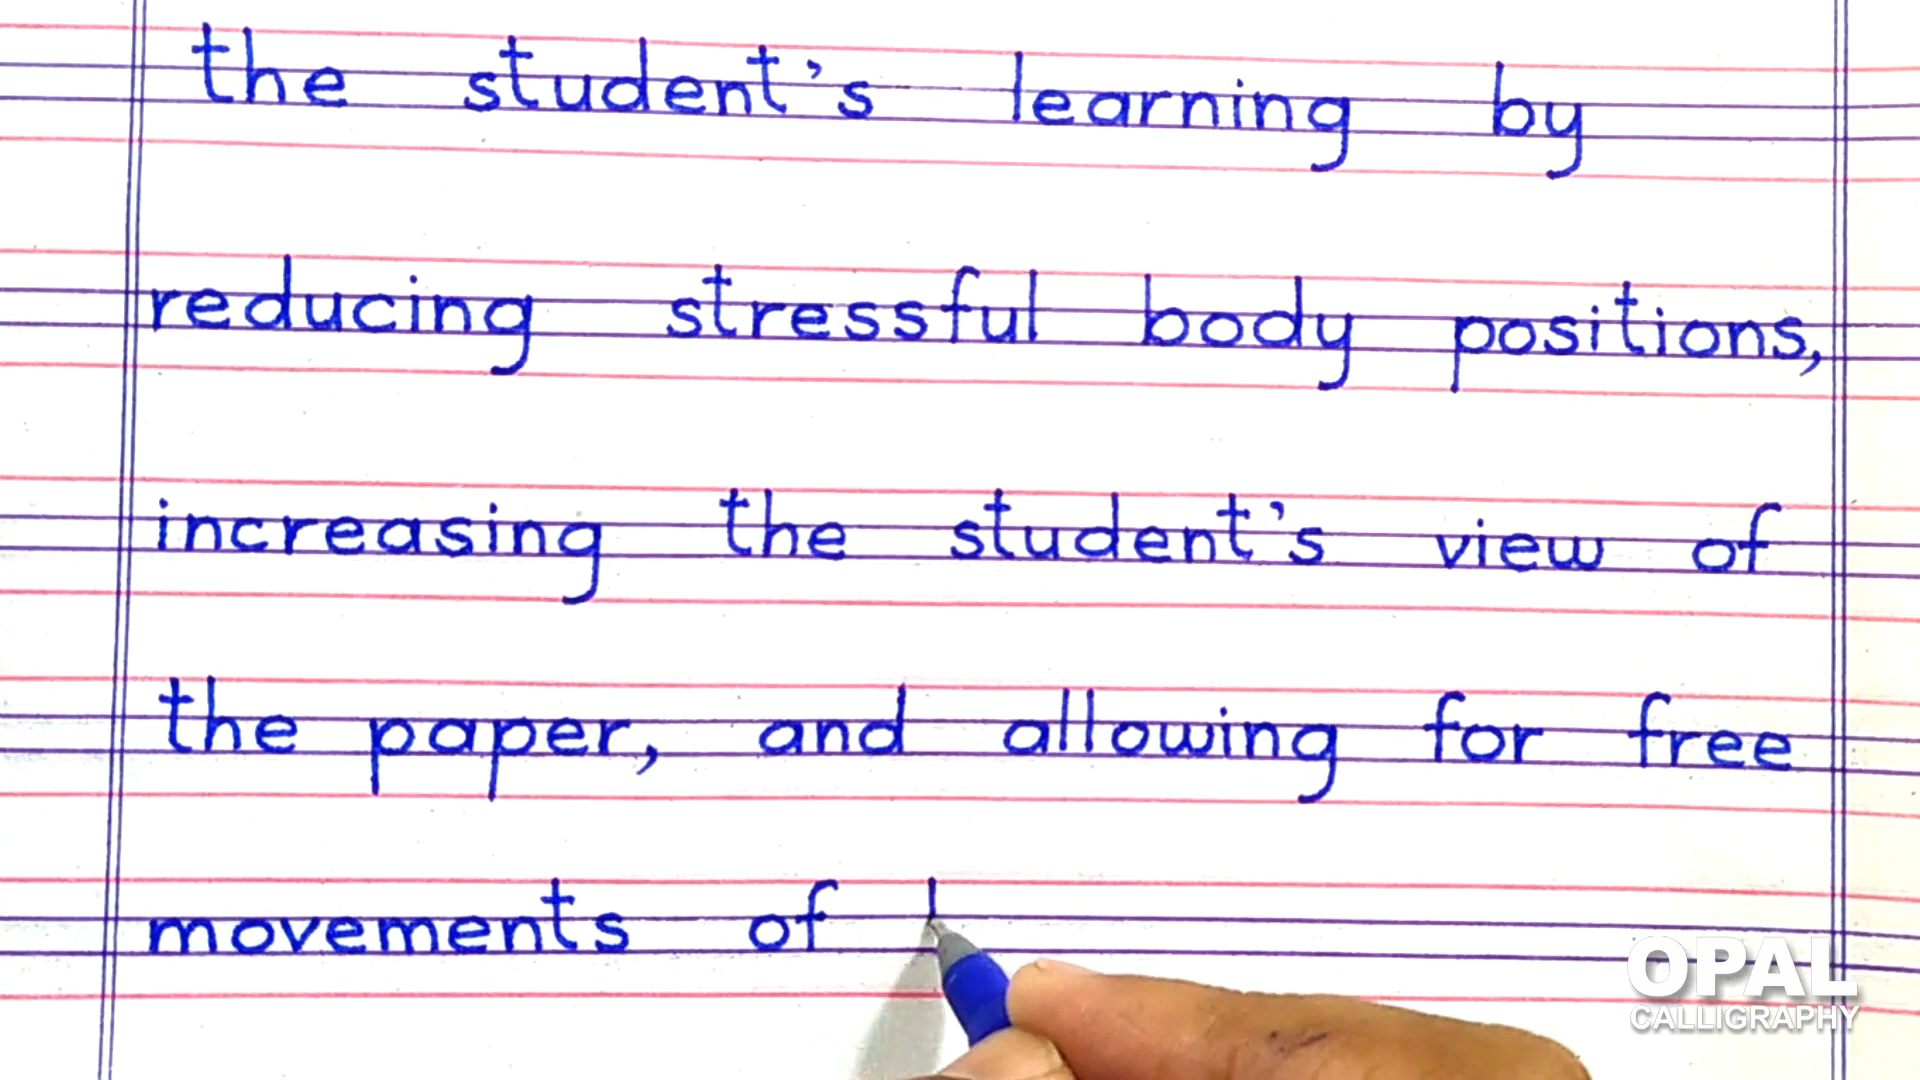 the student's learning by
reducing stressful body positions,
increasing the student's view of
the paper, and allowing for free
movements of
OPAL
CALLIGRAPHY